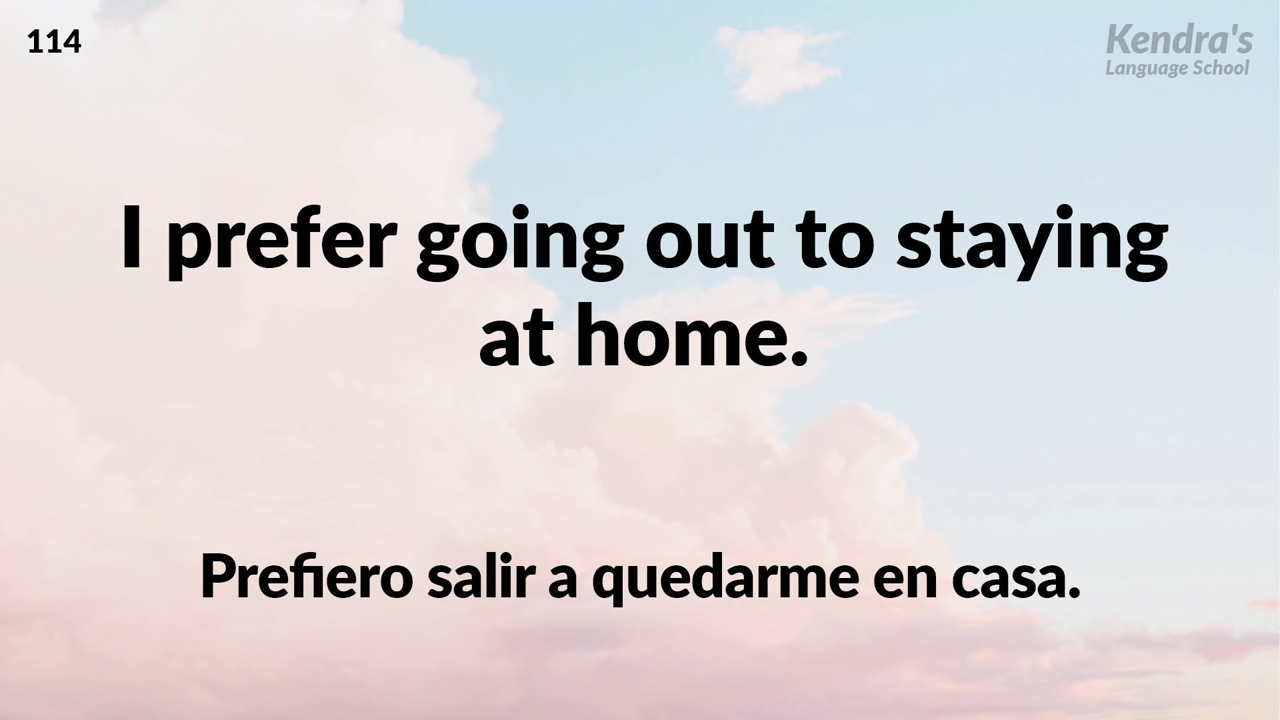 114
Kendra's
Language School
I prefer going out to staying
at home.
Prefiero salir a quedarme en casa.